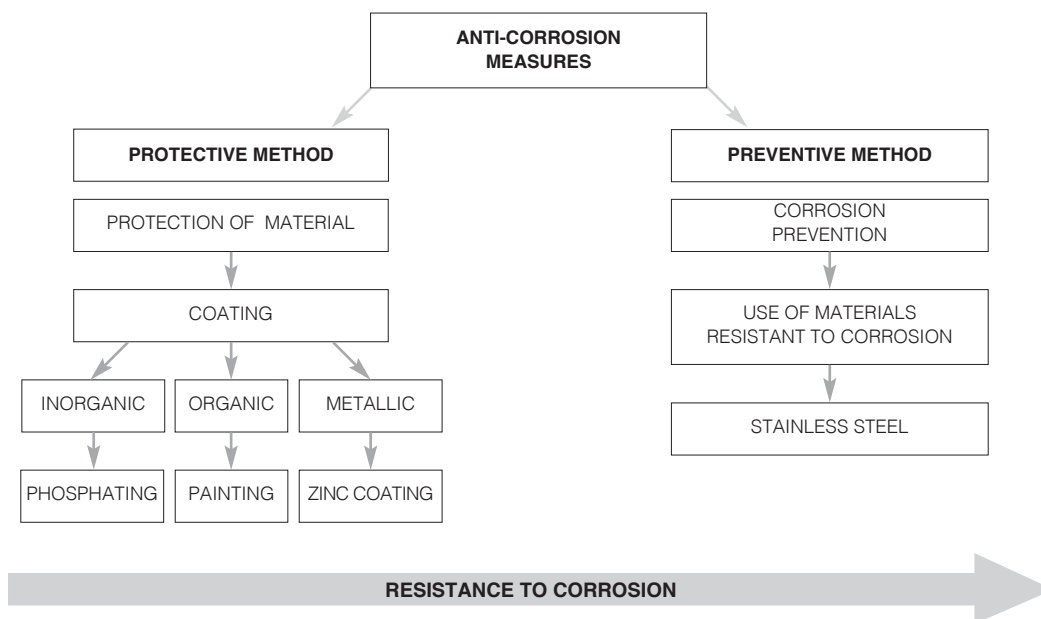 ANTI-CORROSION
MEASURES
PROTECTIVE METHOD
PREVENTIVE METHOD
PROTECTION OF MATERIAL
CORROSION
PREVENTION
COATING
USE OF MATERIALS
RESISTANT TO CORROSION
INORGANIC
ORGANIC
METALLIC
STAINLESS STEEL
PHOSPHATING
PAINTING
ZINC COATING
RESISTANCE TO CORROSION